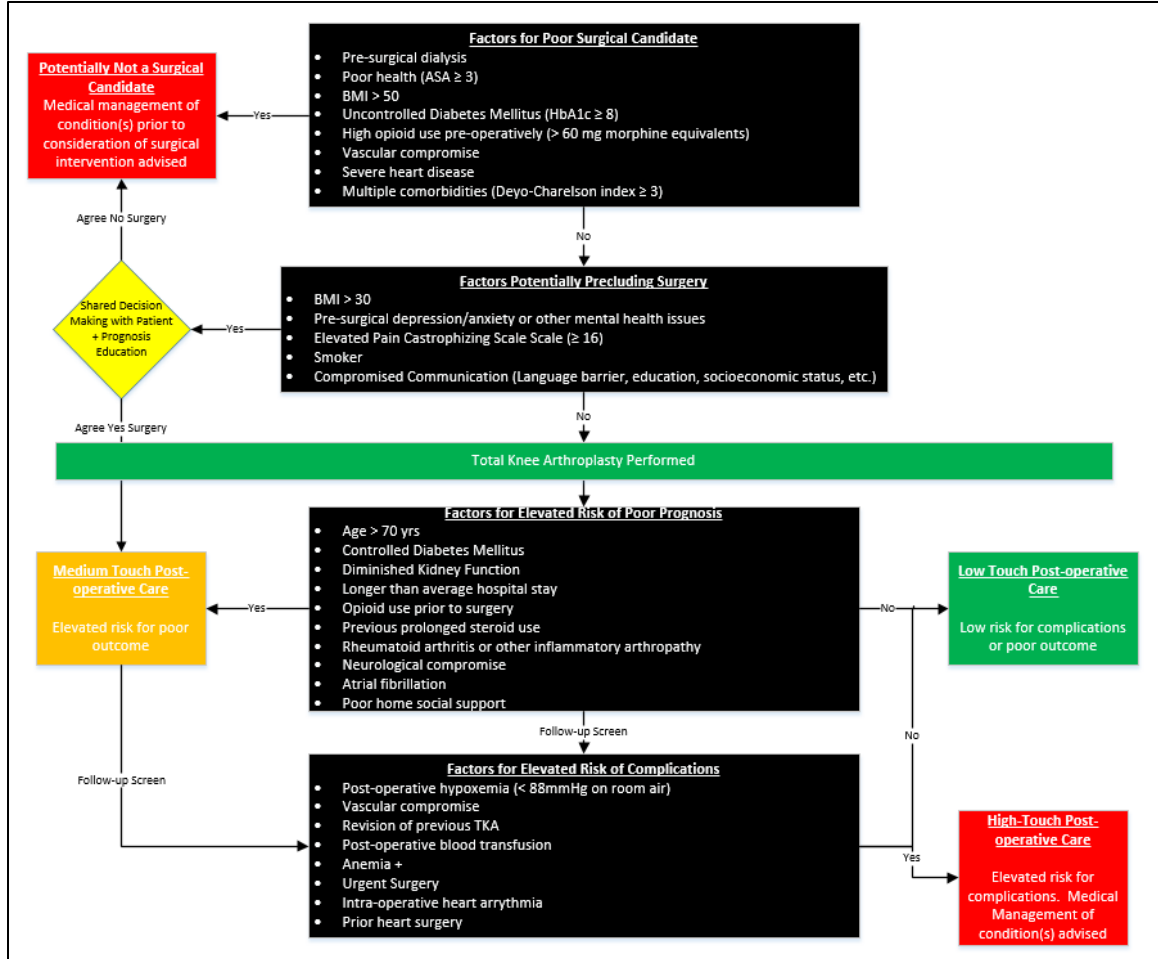 Factors for Poor Surgical Candidate
Pre-surgical dialysis
Poor health (ASA ≥ 3)
BMI > 50
Uncontrolled Diabetes Mellitus (HbA1c ≥ 8)
High opioid use pre-operatively (> 60 mg morphine equivalents)
Vascular compromise
Severe heart disease
Multiple comorbidities (Deyo-Charelson index ≥ 3)
Yes
Potentially Not a Surgical
Candidate
Medical management of
condition(s) prior to
consideration of surgical
intervention advised
Agree No Surgery
No
Factors Potentially Precluding Surgery
BMI > 30
Pre-surgical depression/anxiety or other mental health issues
Elevated Pain Castrophizing Scale Scale (≥ 16)
Smoker
Compromised Communication (Language barrier, education, socioeconomic status, etc.)
Yes
Shared Decision
Making with Patient
+ Prognosis
Education
Agree Yes Surgery
No
Total Knee Arthroplasty Performed
Factors for Elevated Risk of Poor Prognosis
Age > 70 yrs
Controlled Diabetes Mellitus
Diminished Kidney Function
Longer than average hospital stay
Opioid use prior to surgery
Previous prolonged steroid use
Rheumatoid arthritis or other inflammatory arthropathy
Neurological compromise
Atrial fibrillation
Poor home social support
Yes
Medium Touch Post-
operative Care
Elevated risk for poor
outcome
No
Low Touch Post-operative
Care
Low risk for complications
or poor outcome
Follow-up Screen
Follow-up Screen
Factors for Elevated Risk of Complications
Post-operative hypoxemia (< 88mmHg on room air)
Vascular compromise
Revision of previous TKA
Post-operative blood transfusion
Anemia +
Urgent Surgery
Intra-operative heart arrythmia
Prior heart surgery
No
Yes
High-Touch Post-
operative Care
Elevated risk for
complications. Medical
Management of
condition(s) advised